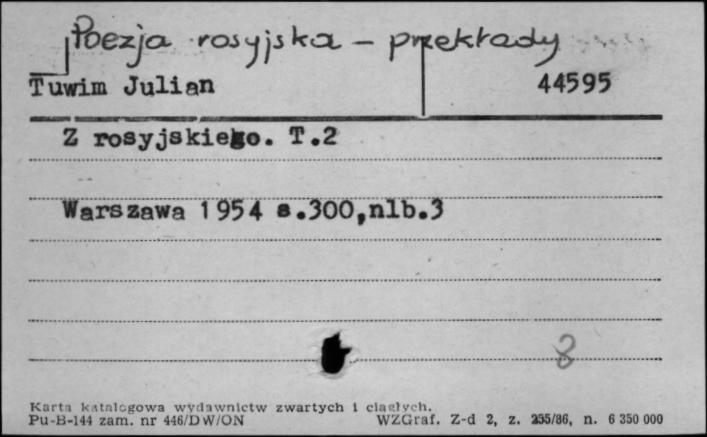 Poezja rosyjska – przekłady
Tuwim Julian 44595
Z rosyjskiego. T.2
Warszawa 1954 s.300,nlb.3
8
Karta katalogowa wydawnictw zwartych i ciągłych.
Pu-B-144 zam. nr 446/DW/ON WZGraf. Z-d 2, z. 255/86, n. 6 350 000